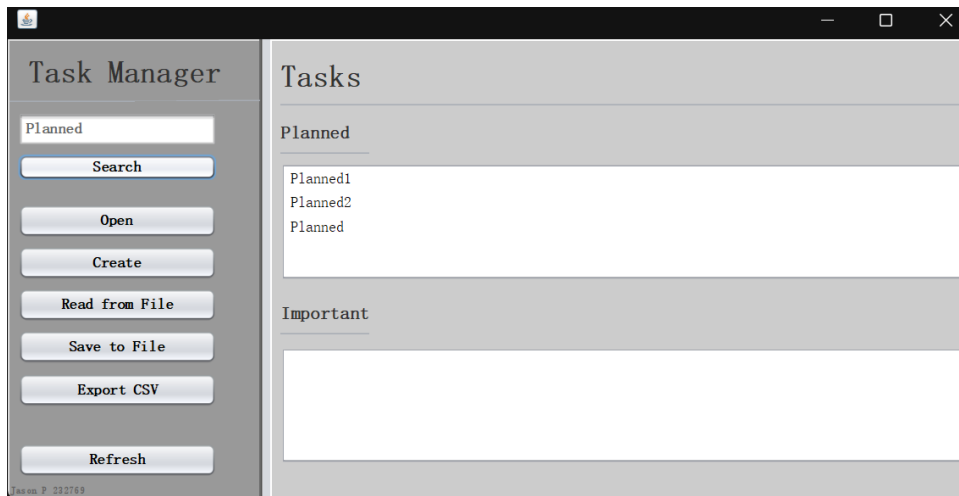 Task Manager
Planned
Search
Open
Create
Read from File
Save to File
Export CSV
Refresh
Jason P 232769
Tasks
Planned
Planned1
Planned2
Planned
Important